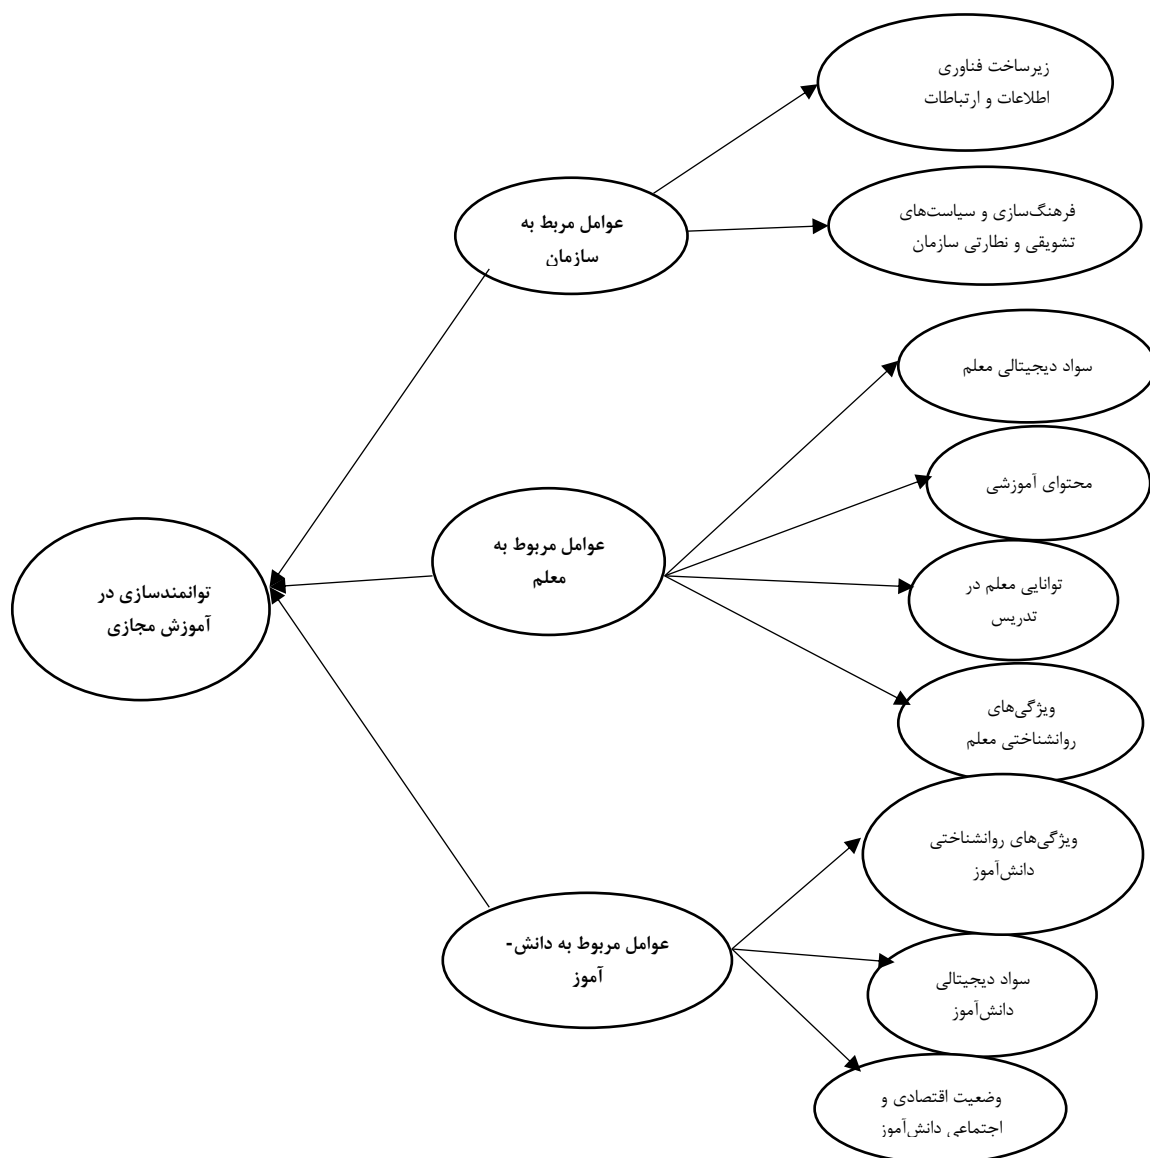 زیرساخت فناوری
اطلاعات و ارتباطات
عوامل مربط به
سازمان
فرهنگ‌سازی و سیاست‌های
تشویقی و نطارتی سازمان
سواد دیجیتالی معلم
محتوای آموزشی
عوامل مربوط به
معلم
توانایی معلم در
تدریس
توانمندسازی در
آموزش مجازی
ویژگی‌های
روانشناختی معلم
ویژگی‌های روانشناختی
دانش‌آموز
عوامل مربوط به دانش-
آموز
سواد دیجیتالی
دانش‌آموز
وضعیت اقتصادی و
اجتماعی دانش‌آموز